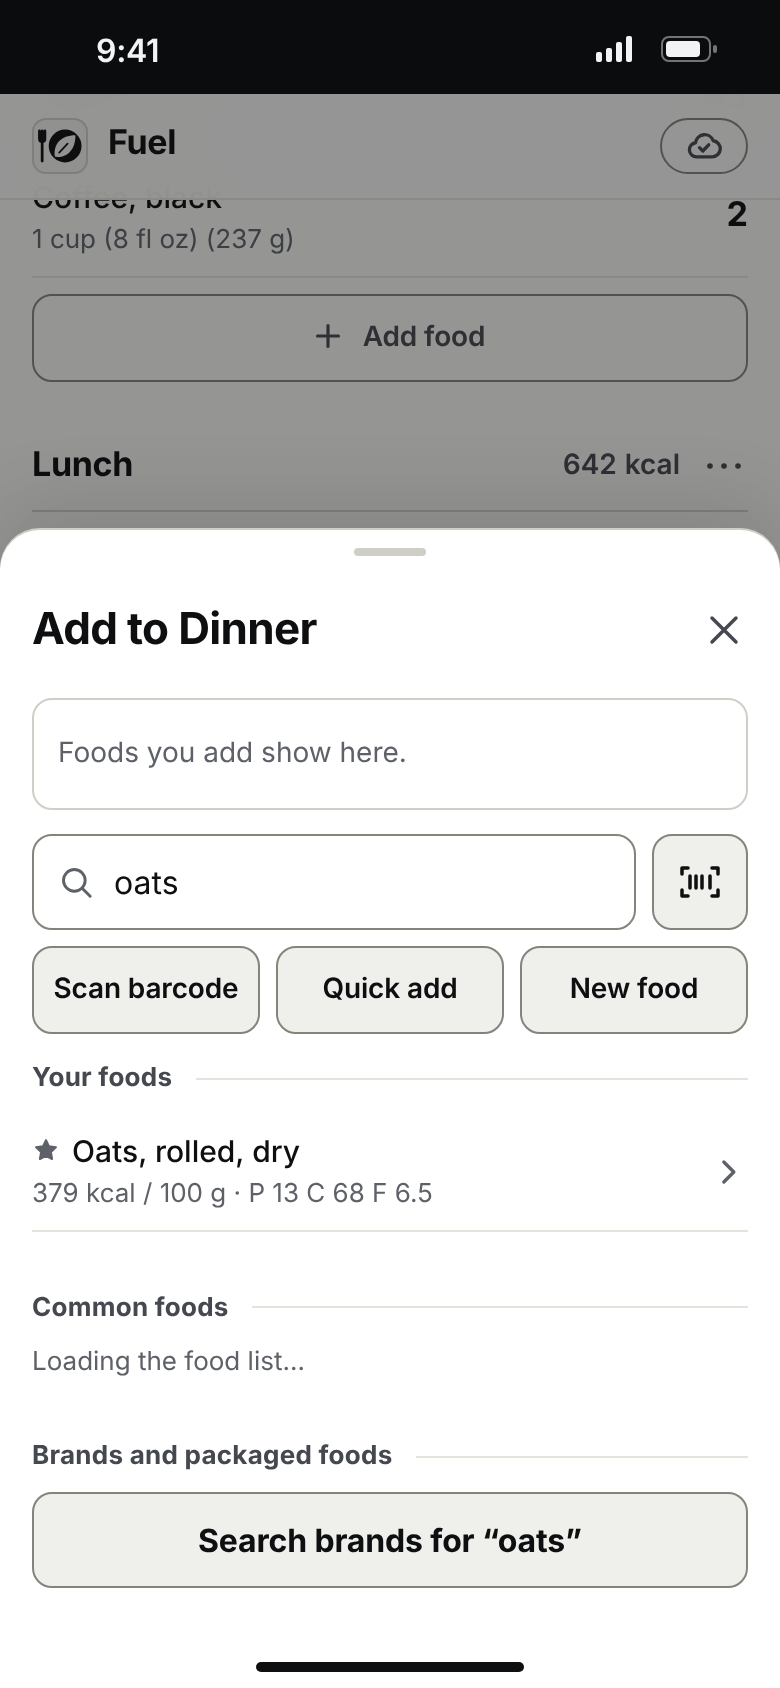 9:41
Fuel
Coffee, black
2
1 cup (8 fl oz) (237 g)
Add food
Lunch
642 kcal
Add to Dinner
Foods you add show here.
oats
Scan barcode
Quick add
New food
Your foods
Oats, rolled, dry
379 kcal / 100 g · P 13 C 68 F 6.5
Common foods
Loading the food list...
Brands and packaged foods
Search brands for “oats”